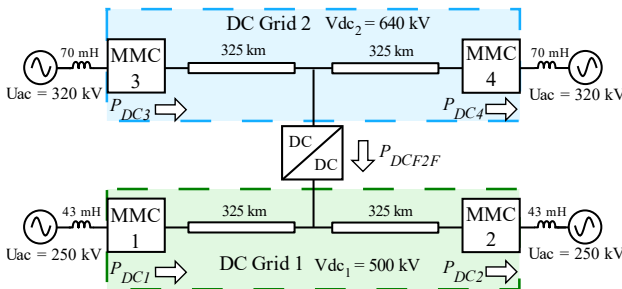 DC Grid 2 Vdc2 = 640 kV
70 mH
MMC
3
325 km
325 km
MMC
4
70 mH
Uac = 320 kV
PDC3
PDC4
Uac = 320 kV
DC
DC
PDCF2F
43 mH
MMC
1
325 km
325 km
MMC
2
43 mH
Uac = 250 kV
PDC1
DC Grid 1 Vdc1 = 500 kV
PDC2
Uac = 250 kV